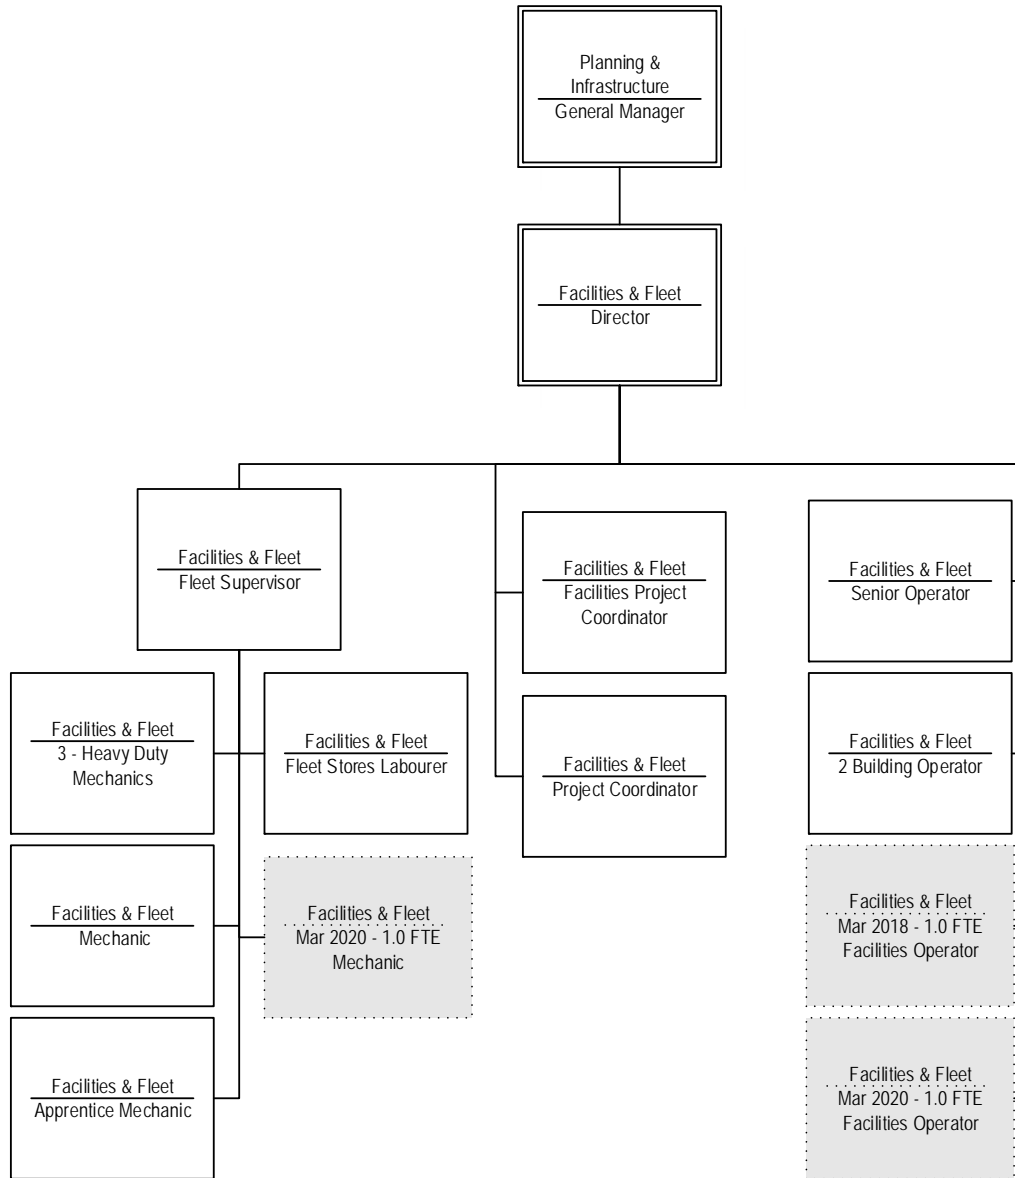 Planning &
Infrastructure
General Manager
Facilities & Fleet
Director
Facilities & Fleet
Fleet Supervisor
Facilities & Fleet
Facilities Project
Coordinator
Facilities & Fleet
Senior Operator
Facilities & Fleet
3 - Heavy Duty
Mechanics
Facilities & Fleet
Fleet Stores Labourer
Facilities & Fleet
Project Coordinator
Facilities & Fleet
2 Building Operator
Facilities & Fleet
Mechanic
Facilities & Fleet
Mar 2020 - 1.0 FTE
Mechanic
Facilities & Fleet
Mar 2018 - 1.0 FTE
Facilities Operator
Facilities & Fleet
Apprentice Mechanic
Facilities & Fleet
Mar 2020 - 1.0 FTE
Facilities Operator